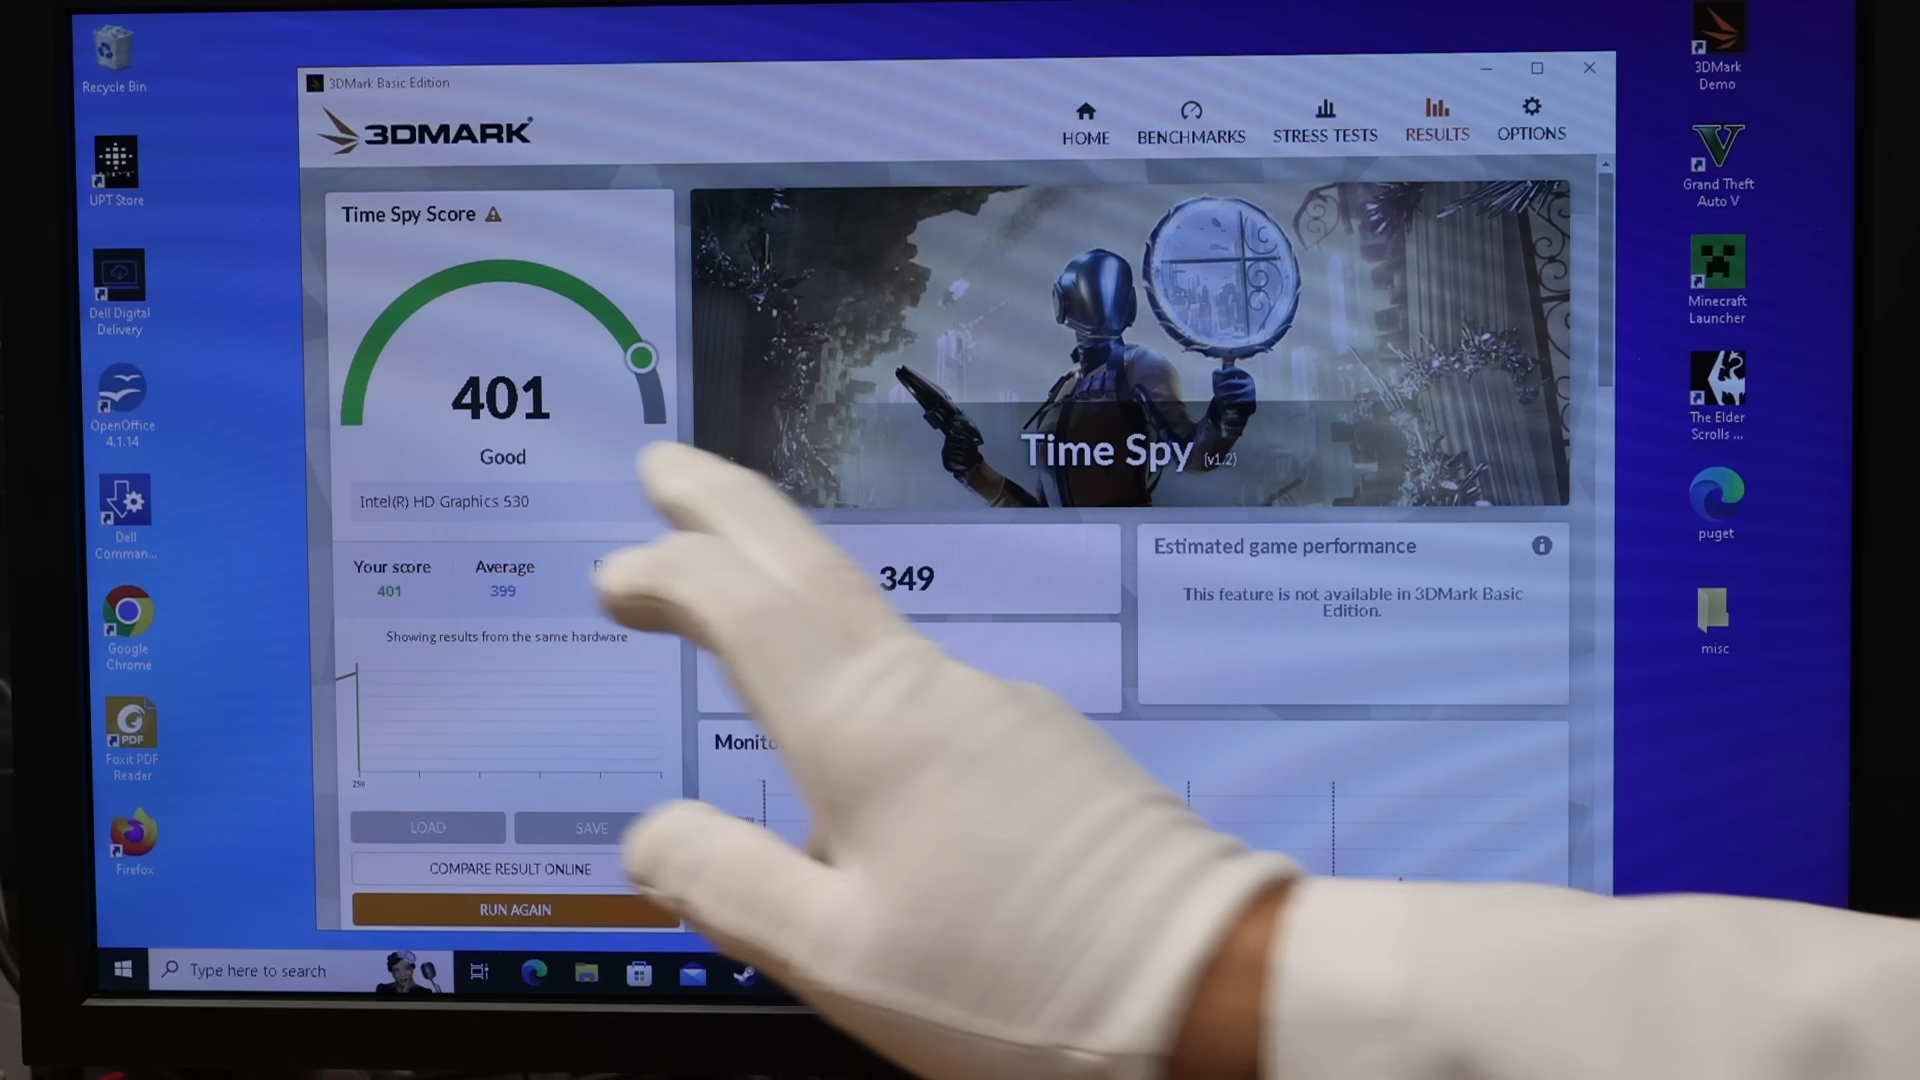 Recycle Bin
UPT Store
Dell Digital
Delivery
OpenOffice
4.1.14
Dell
Comman...
Google
Chrome
PDF
Foxit PDF
Reader
Firefox
3DMark Basic Edition
3DMARK
HOME
BENCHMARKS
STRESS TESTS
RESULTS
OPTIONS
Time Spy Score
401
Good
Intel(R) HD Graphics 530
Your score
Average
401
399
Showing results from the same hardware
250
LOAD
SAVE
COMPARE RESULT ONLINE
RUN AGAIN
Time Spy (v1.2)
349
Estimated game performance
This feature is not available in 3DMark Basic
Edition.
3DMark
Demo
Grand Theft
Auto V
Minecraft
Launcher
The Elder
Scrolls ...
puget
misc
Type here to search